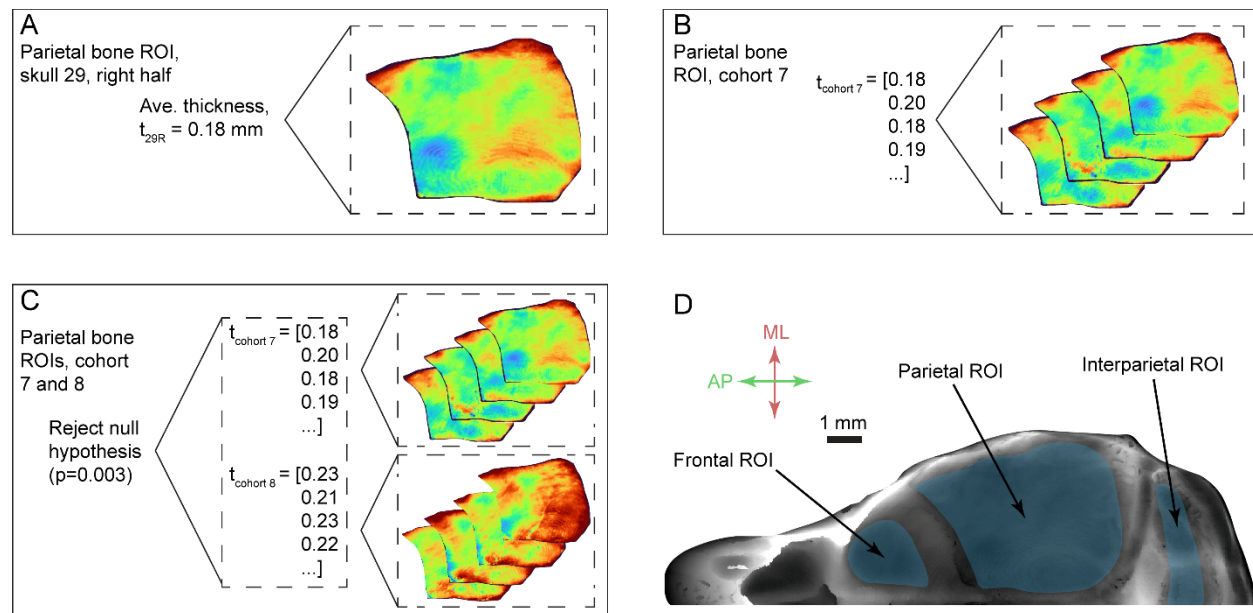 A
Parietal bone ROI,
skull 29, right half
Ave. thickness,
t29R = 0.18 mm
B
Parietal bone
ROI, cohort 7
tcohort 7 = [0.18
0.20
0.18
0.19
...]
C
Parietal bone
ROIs, cohort
7 and 8
Reject null
hypothesis
(p=0.003)
tcohort 7 = [0.18
0.20
0.18
0.19
...]
tcohort 8 = [0.23
0.21
0.23
0.22
...]
D
ML
AP
1 mm
Frontal ROI
Parietal ROI
Interparietal ROI